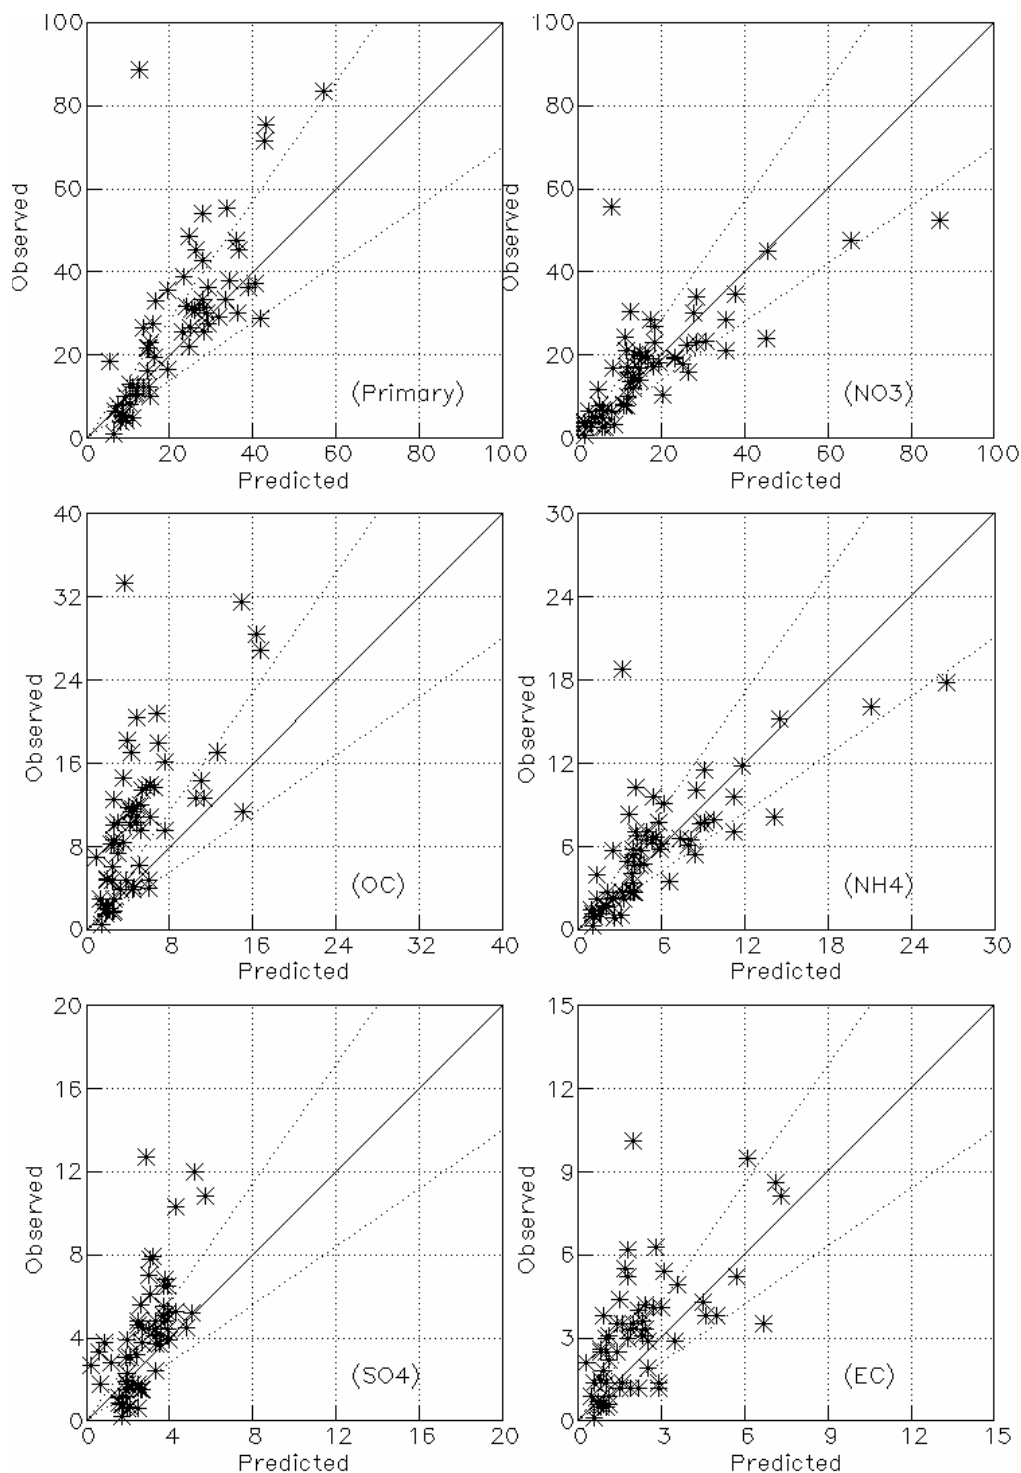 100
80
60
40
20
0
Observed
(Primary)
0 20 40 60 80 100
Predicted
100
80
60
40
20
0
Observed
(NO3)
0 20 40 60 80 100
Predicted
40
32
24
16
8
0
Observed
(OC)
0 8 16 24 32 40
Predicted
30
24
18
12
6
0
Observed
(NH4)
0 6 12 18 24 30
Predicted
20
16
12
8
4
0
Observed
(SO4)
0 4 8 12 16 20
Predicted
15
12
9
6
3
0
Observed
(EC)
0 3 6 9 12 15
Predicted